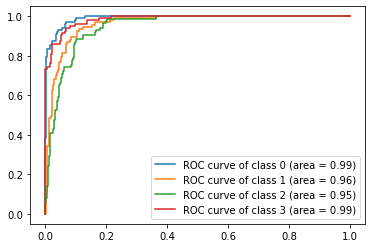 1.0
0.8
0.6
0.4
0.2
0.0
ROC curve of class 0 (area = 0.99)
ROC curve of class 1 (area = 0.96)
ROC curve of class 2 (area = 0.95)
ROC curve of class 3 (area = 0.99)
0.0 0.2 0.4 0.6 0.8 1.0